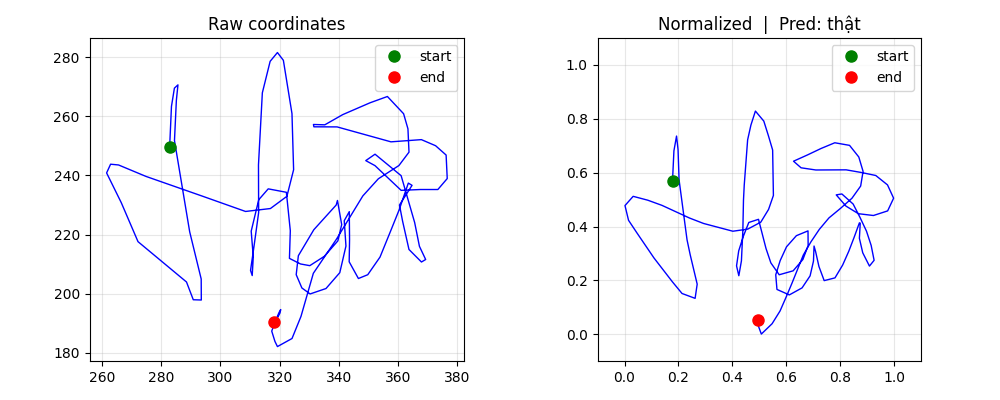 Raw coordinates
start
end
280
260
240
220
200
180
260 280 300 320 340 360 380
Normalized | Pred: thật
start
end
1.0
0.8
0.6
0.4
0.2
0.0
0.0 0.2 0.4 0.6 0.8 1.0